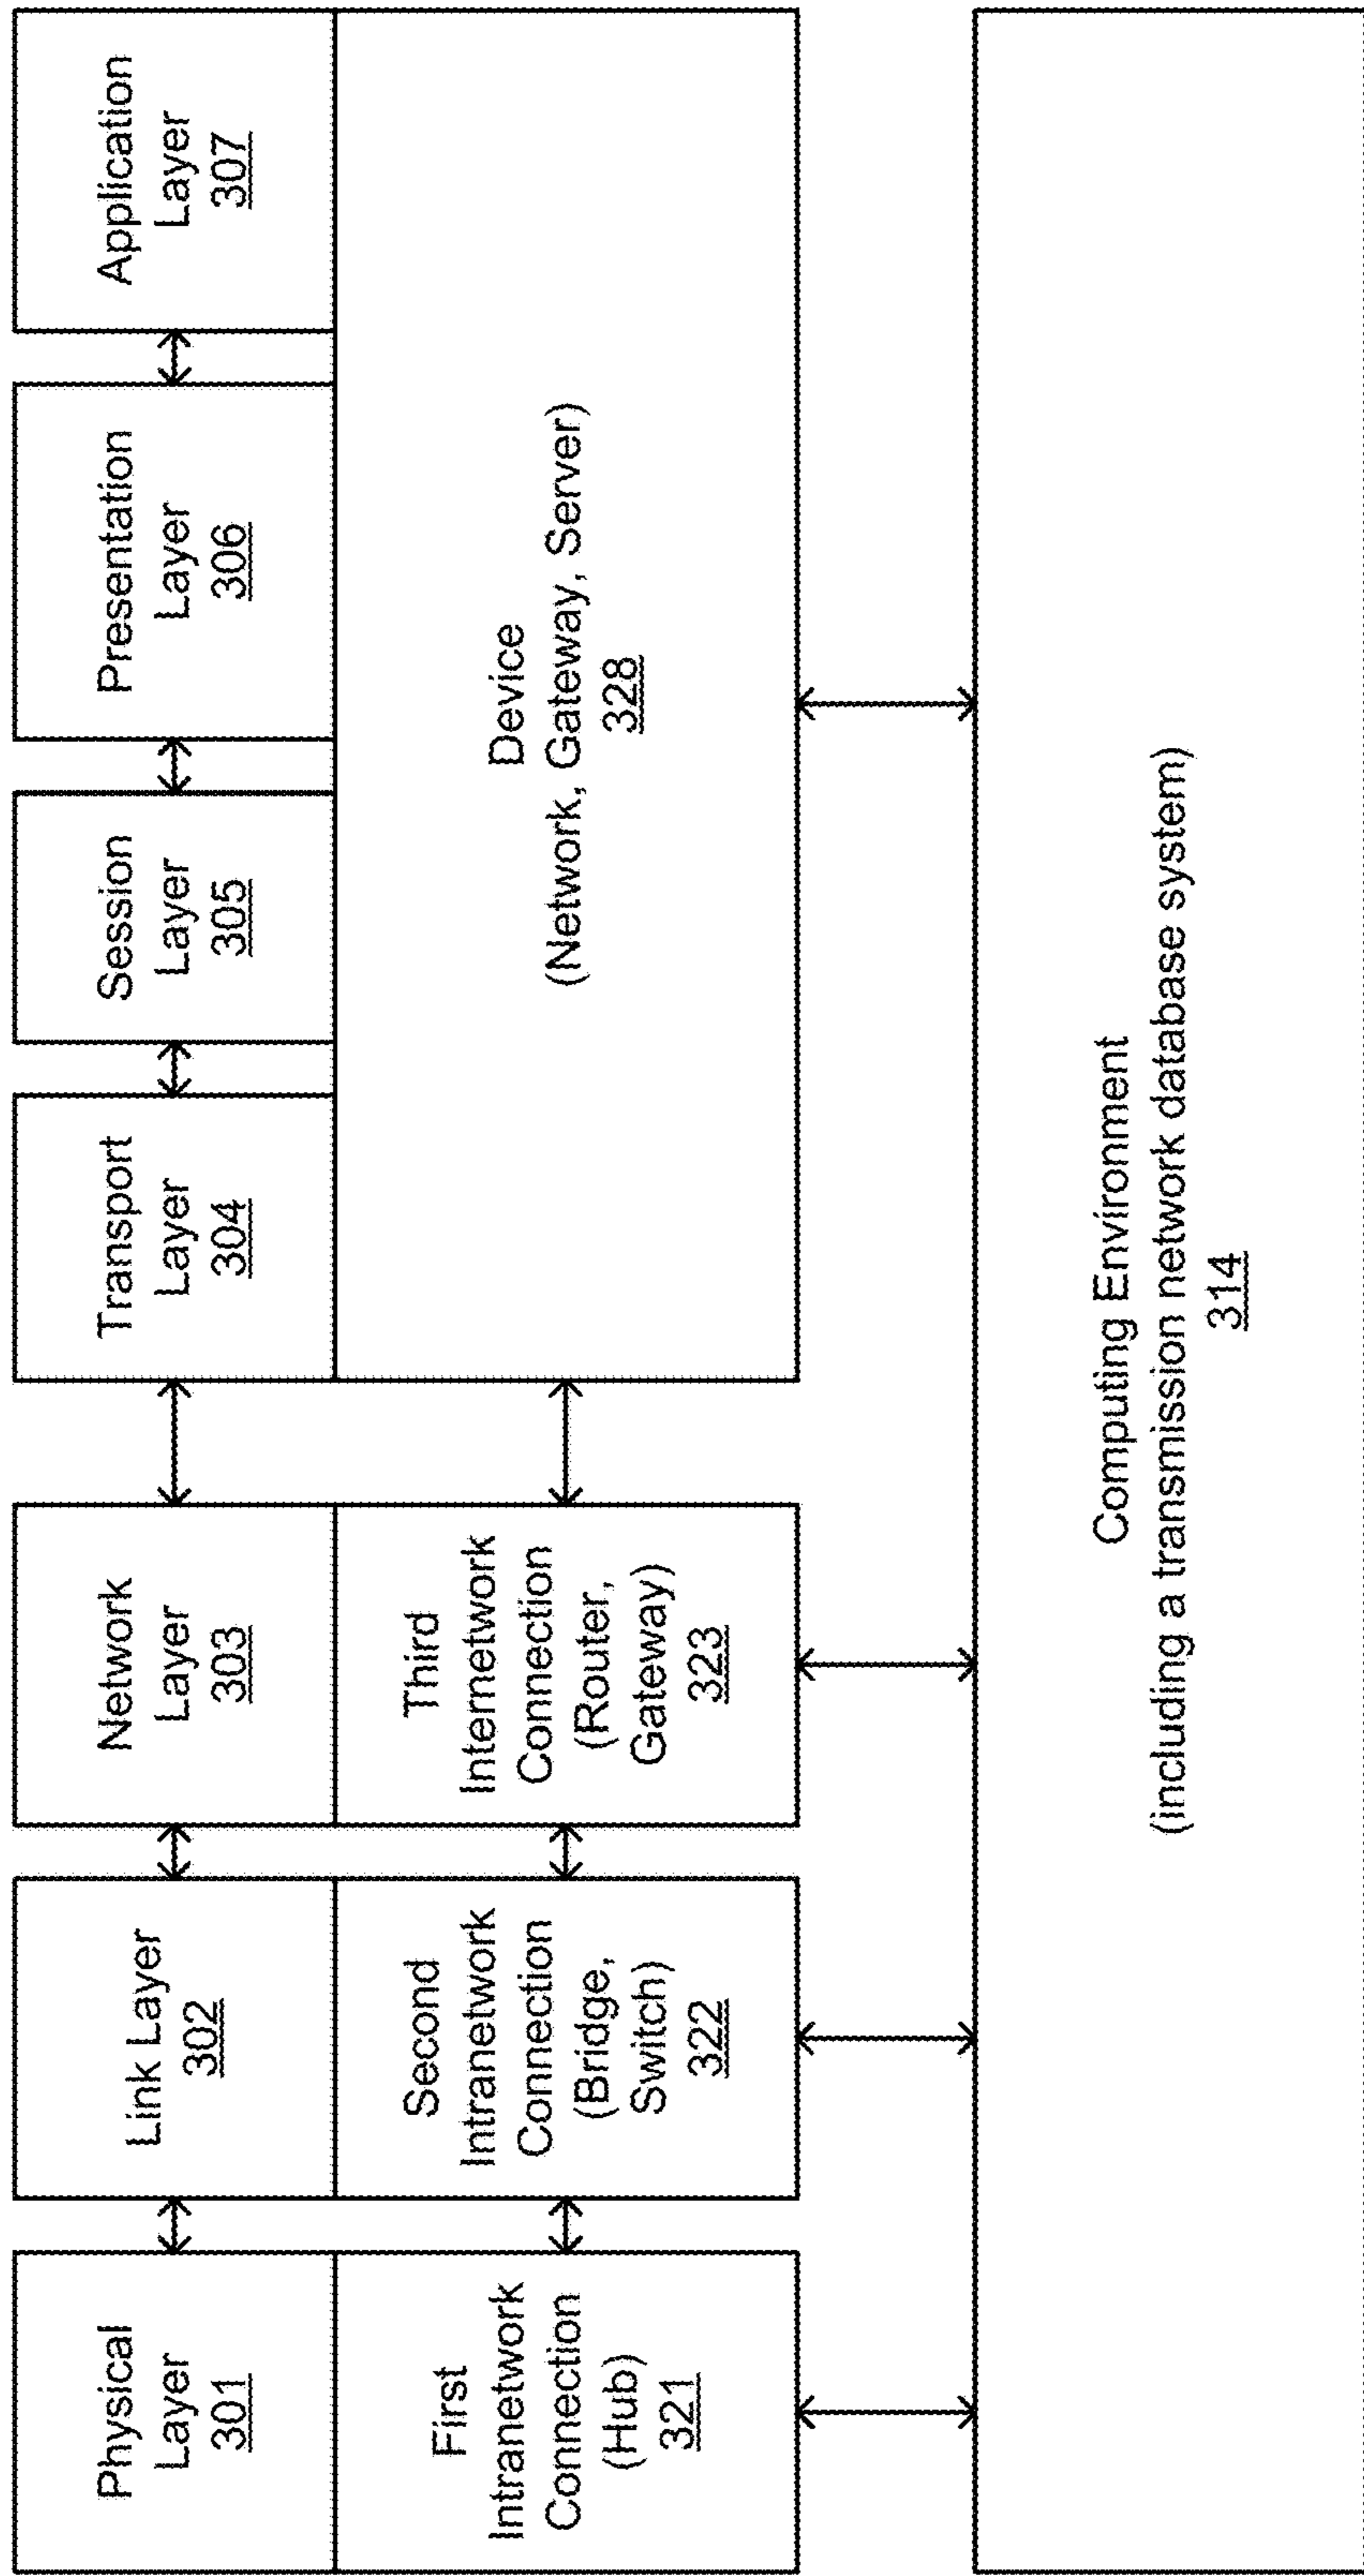 Physical
Layer
301
Link Layer
302
Network
Layer
303
Transport
Layer
304
Session
Layer
305
Presentation
Layer
306
Application
Layer
307
First
Intranetwork
Connection
(Hub)
321
Second
Intranetwork
Connection
(Bridge,
Switch)
322
Third
Internetwork
Connection
(Router,
Gateway)
323
Device
(Network, Gateway, Server)
328
Computing Environment
(including a transmission network database system)
314